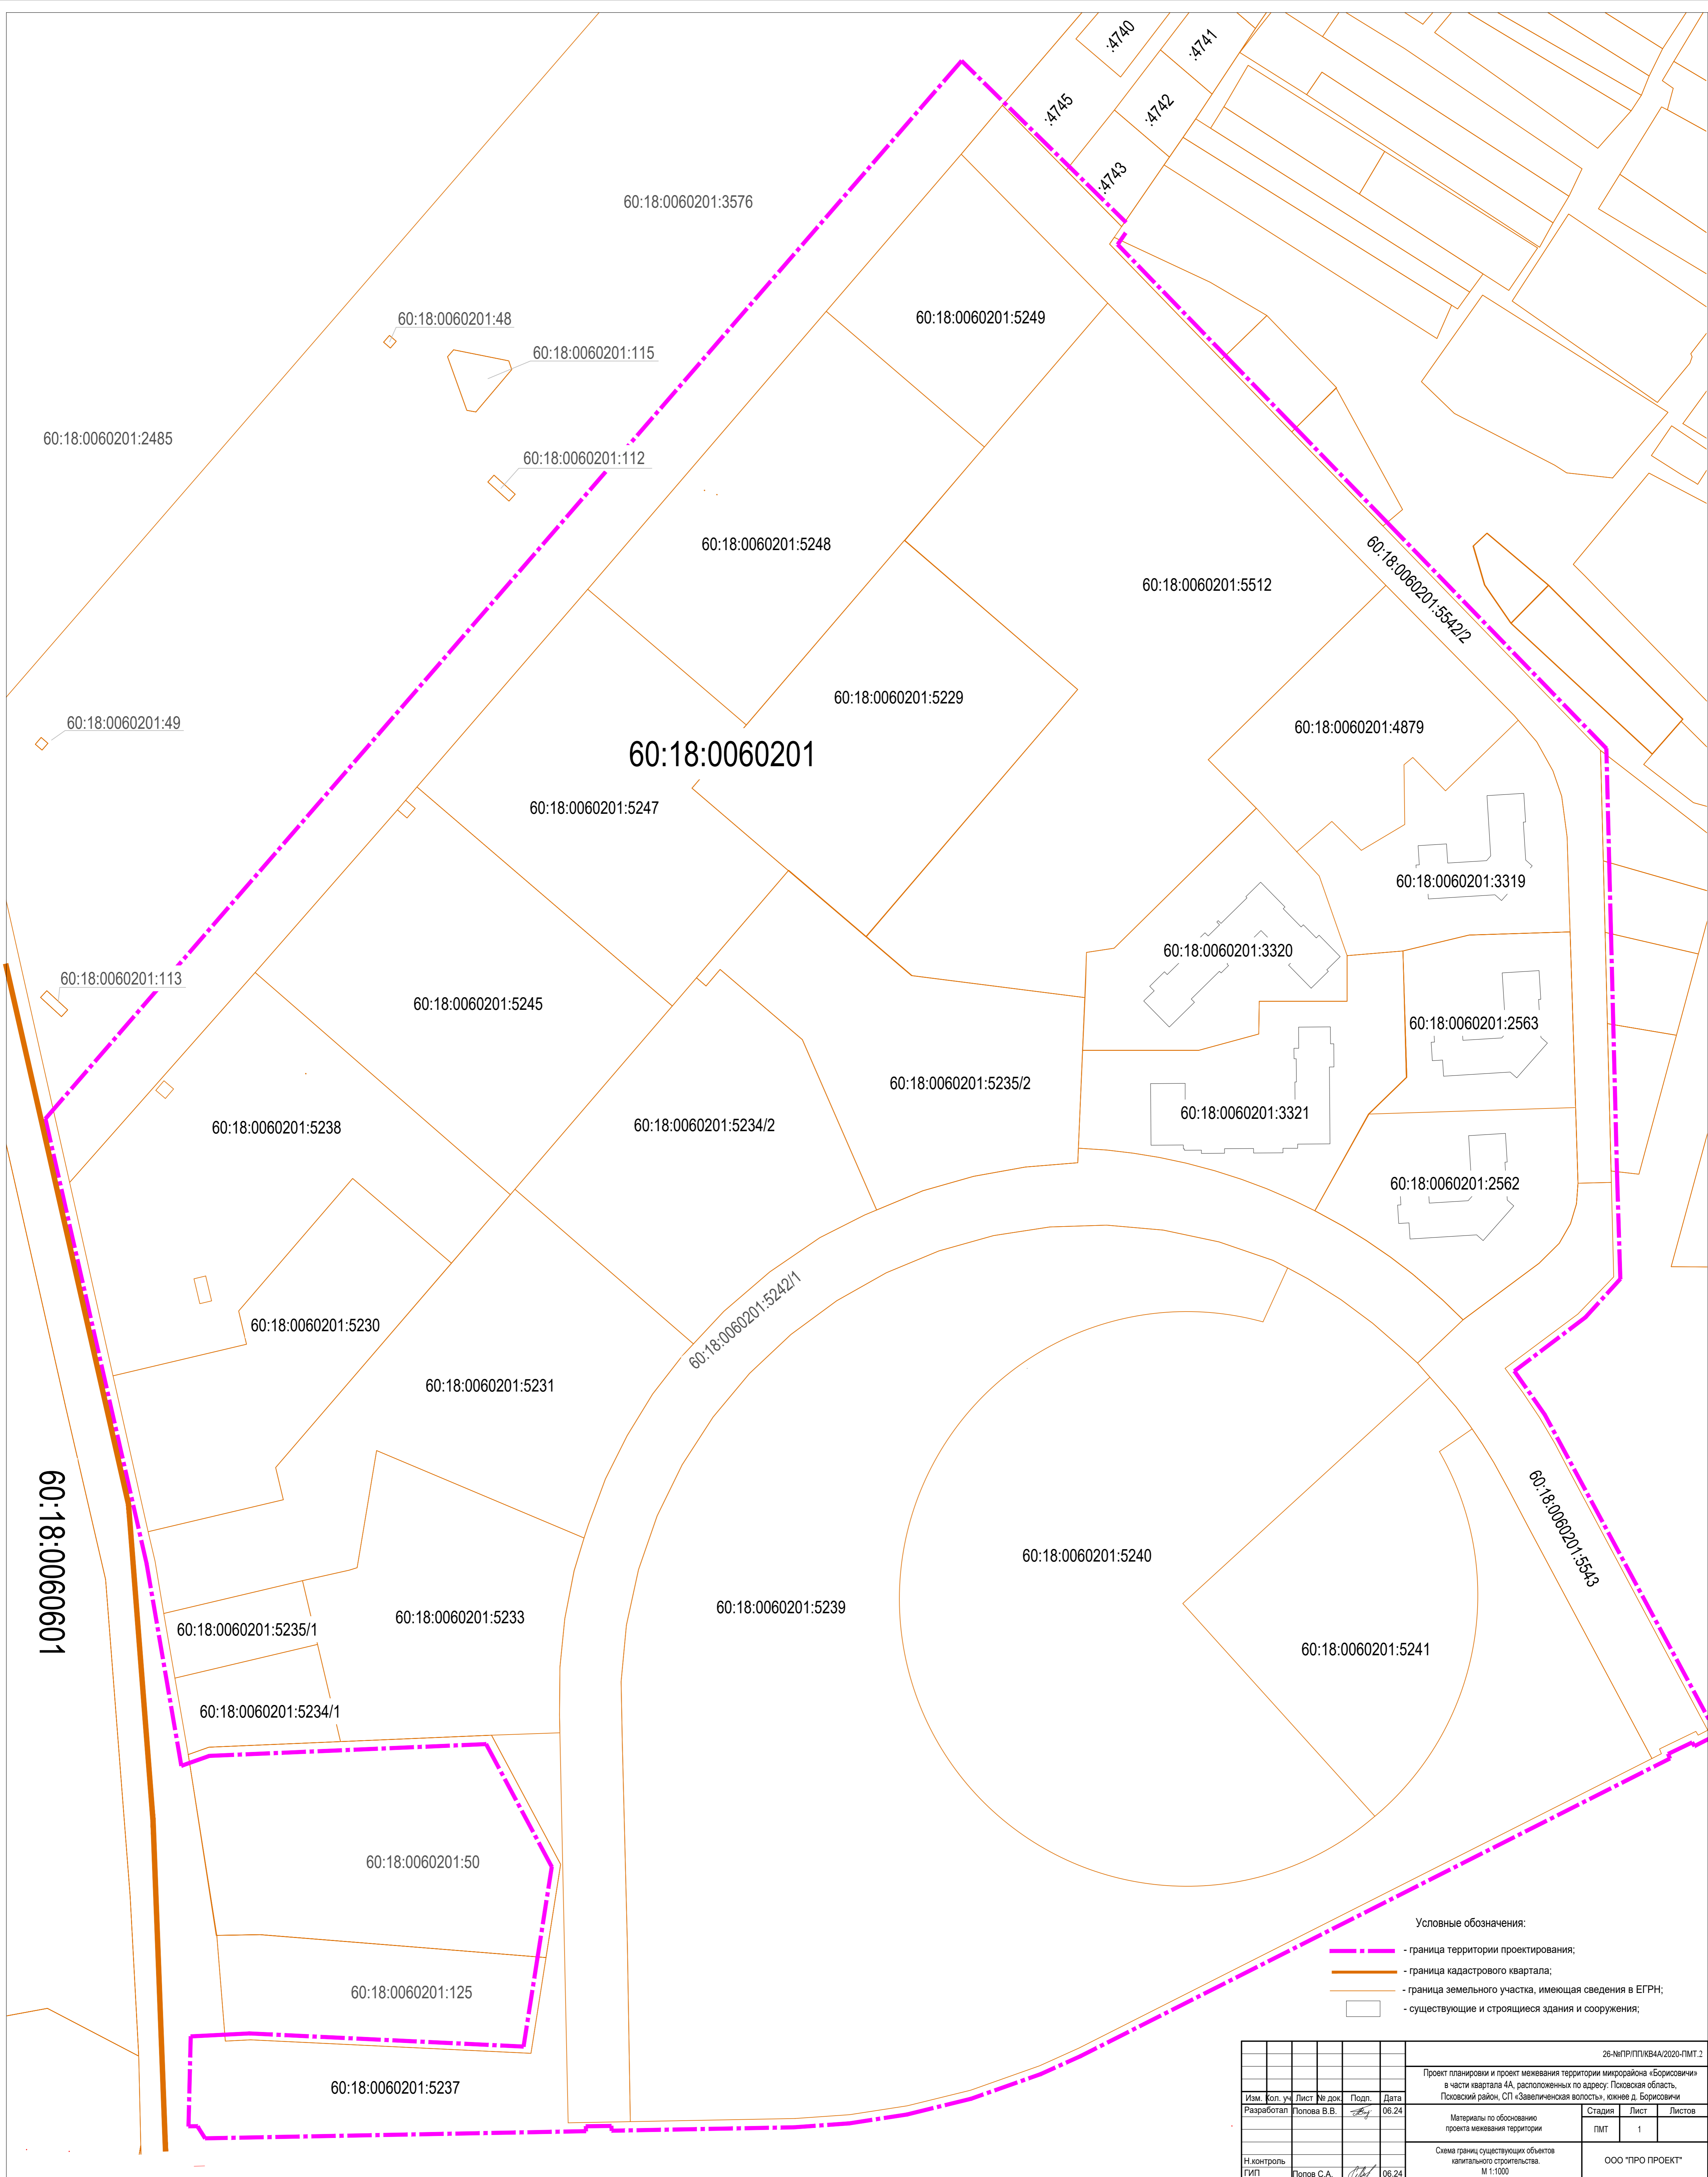 :4740
:4741
:4745
:4742
:4743
60:18:0060201:3576
60:18:0060201:48
60:18:0060201:5249
60:18:0060201:115
60:18:0060201:2485
60:18:0060201:112
60:18:0060201:5248
60:18:0060201:5512
60:18:0060201:5542/2
60:18:0060201:5229
60:18:0060201:49
60:18:0060201:4879
60:18:0060201
60:18:0060201:5247
60:18:0060201:3319
60:18:0060201:3320
60:18:0060201:113
60:18:0060201:5245
60:18:0060201:2563
60:18:0060201:5235/2
60:18:0060201:3321
60:18:0060201:5238
60:18:0060201:5234/2
60:18:0060201:2562
60:18:0060201:5242/1
60:18:0060201:5230
60:18:0060201:5231
60:18:0060601
60:18:0060201:5543
60:18:0060201:5240
60:18:0060201:5239
60:18:0060201:5233
60:18:0060201:5235/1
60:18:0060201:5241
60:18:0060201:5234/1
60:18:0060201:50
60:18:0060201:125
60:18:0060201:5237
Условные обозначения:
- граница территории проектирования;
- граница кадастрового квартала;
- граница земельного участка, имеющая сведения в ЕГРН;
- существующие и строящиеся здания и сооружения;
26-№ПР/ПП/КВ4А/2020-ПМТ.2
Проект планировки и проект межевания территории микрорайона «Борисовичи»
в части квартала 4А, расположенных по адресу: Псковская область,
Псковский район, СП «Завеличенская волость», южнее д. Борисовичи
Изм. Кол. уч Лист № док. Подп. Дата
Разработал Попова В.В. 06.24
Материалы по обоснованию
проекта межевания территории
Стадия Лист Листов
ПМТ 1
Схема границ существующих объектов
капитального строительства.
М 1:1000
ООО "ПРО ПРОЕКТ"
Н.контроль
ГИП Попов С.А. 06.24